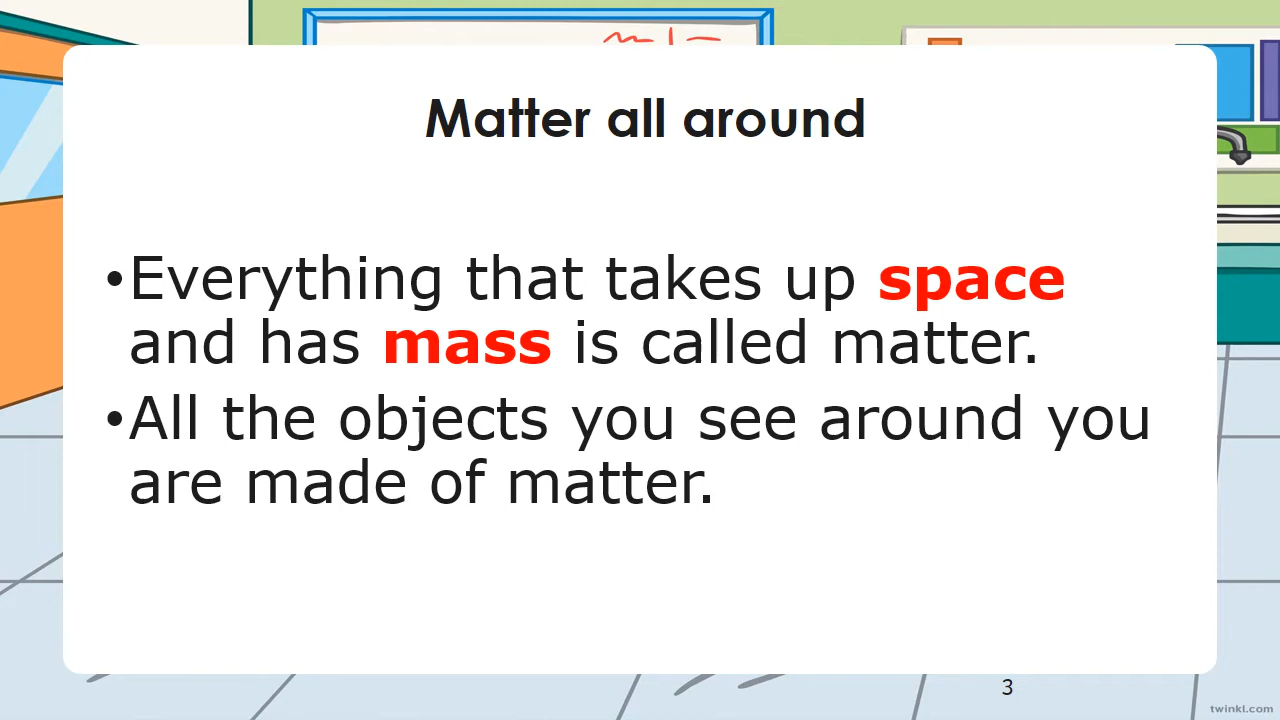 Matter all around
•Everything that takes up space
and has mass is called matter.
•All the objects you see around you
are made of matter.
3
twinkl.com